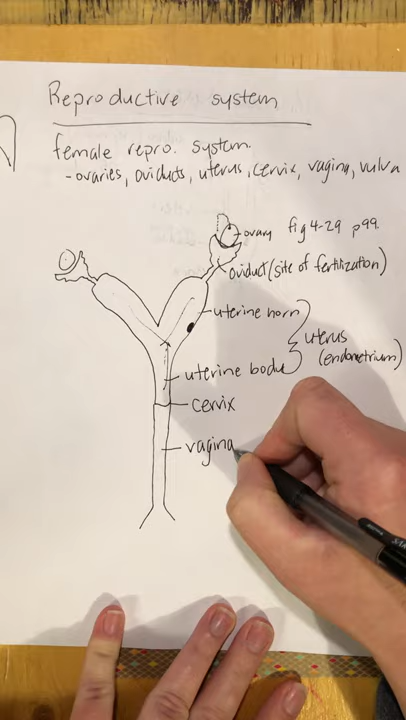 Reproductive system
female repro. system.
- ovaries, oviducts, uterus, cervix, vagina, vulva
ovary fig 4-29 p99
oviduct (site of fertilization)
uterine horn
uterus
(endometrium)
uterine body
cervix
vagina